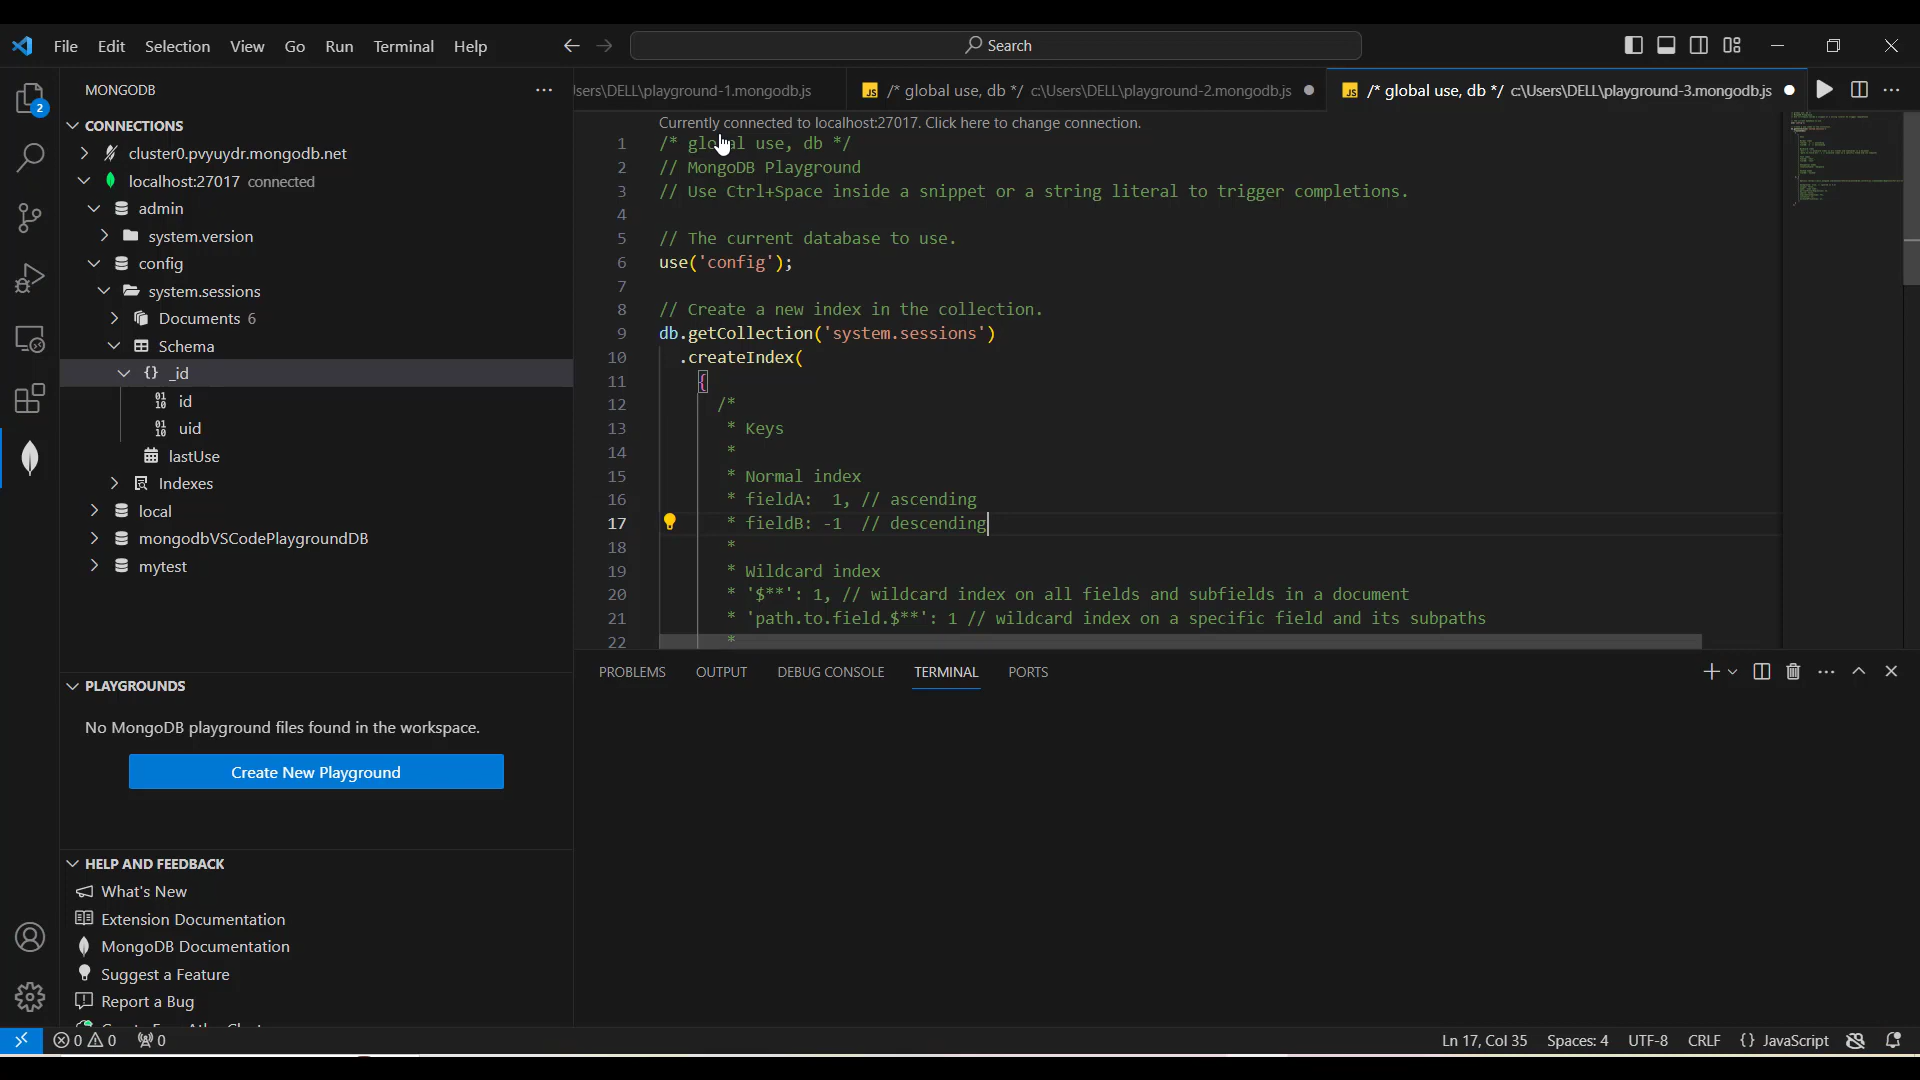 File Edit Selection View Go Run Terminal Help
Search
MONGODB
CONNECTIONS
cluster0.pvyuydr.mongodb.net
localhost:27017 connected
admin
system.version
config
system.sessions
Documents 6
Schema
_id
id
uid
lastUse
Indexes
local
mongodbVSCodePlaygroundDB
mytest
PLAYGROUNDS
No MongoDB playground files found in the workspace.
Create New Playground
HELP AND FEEDBACK
What's New
Extension Documentation
MongoDB Documentation
Suggest a Feature
Report a Bug
sers\DELL\playground-1.mongodb.js
/* global use, db */ c:\Users\DELL\playground-2.mongodb.js
/* global use, db */ c:\Users\DELL\playground-3.mongodb.js
Currently connected to localhost:27017. Click here to change connection.
1 /* global use, db */
2 // MongoDB Playground
3 // Use Ctrl+Space inside a snippet or a string literal to trigger completions.
4
5 // The current database to use.
6 use('config');
7
8 // Create a new index in the collection.
9 db.getCollection('system.sessions')
10 .createIndex(
11 {
12 /*
13 * Keys
14 *
15 * Normal index
16 * fieldA: 1, // ascending
17 * fieldB: -1 // descending
18 *
19 * Wildcard index
20 * '$**': 1, // wildcard index on all fields and subfields in a document
21 * 'path.to.field.$**': 1 // wildcard index on a specific field and its subpaths
22 *
PROBLEMS OUTPUT DEBUG CONSOLE TERMINAL PORTS
2
0 0 0
Ln 17, Col 35 Spaces: 4 UTF-8 CRLF {} JavaScript